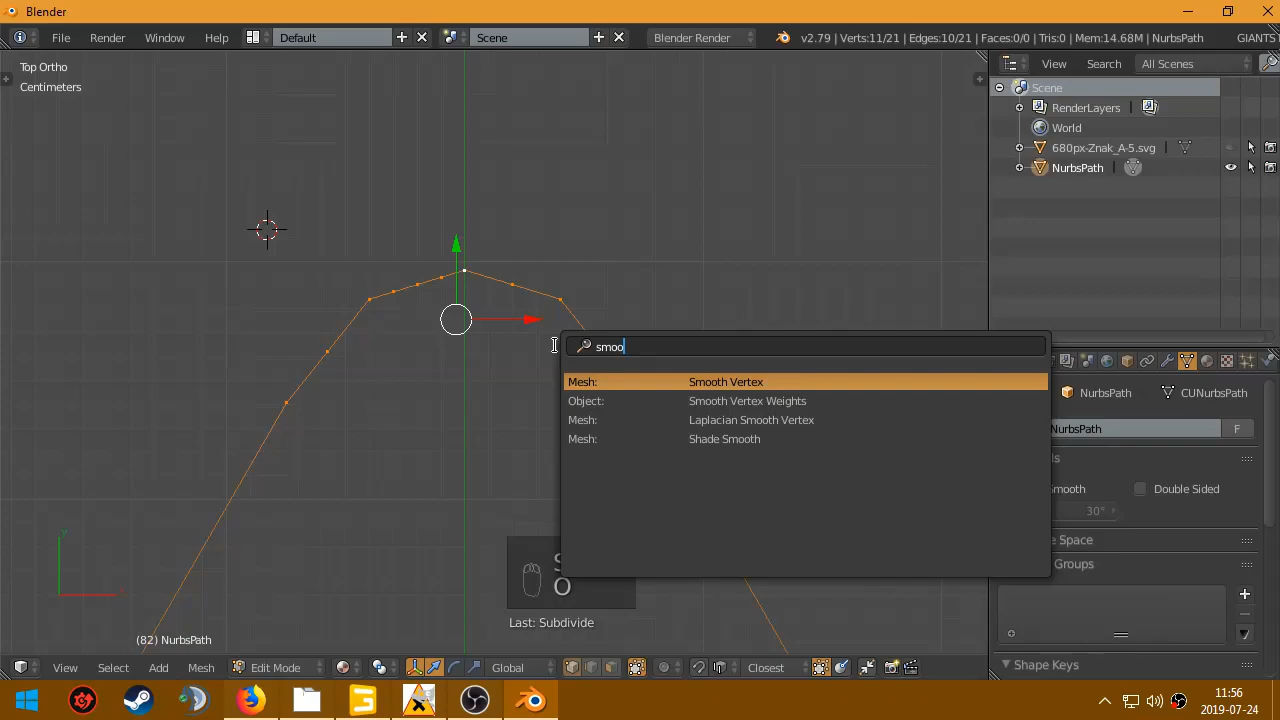 Blender
File Render Window Help Default Scene Blender Render v2.79 | Verts:11/21 | Edges:10/21 | Faces:0/0 | Tris:0 | Mem:14.68M | NurbsPath GIANTS
Top Ortho
Centimeters
View Search All Scenes
Scene
RenderLayers
World
680px-Znak_A-5.svg
NurbsPath
smoo
Mesh: Smooth Vertex
Object: Smooth Vertex Weights
Mesh: Laplacian Smooth Vertex
Mesh: Shade Smooth
NurbsPath CUNurbsPath
NurbsPath F
Double Sided
30°
e Space
Groups
Shape Keys
O
Last: Subdivide
(82) NurbsPath
View Select Add Mesh Edit Mode Global Closest
11:56
2019-07-24